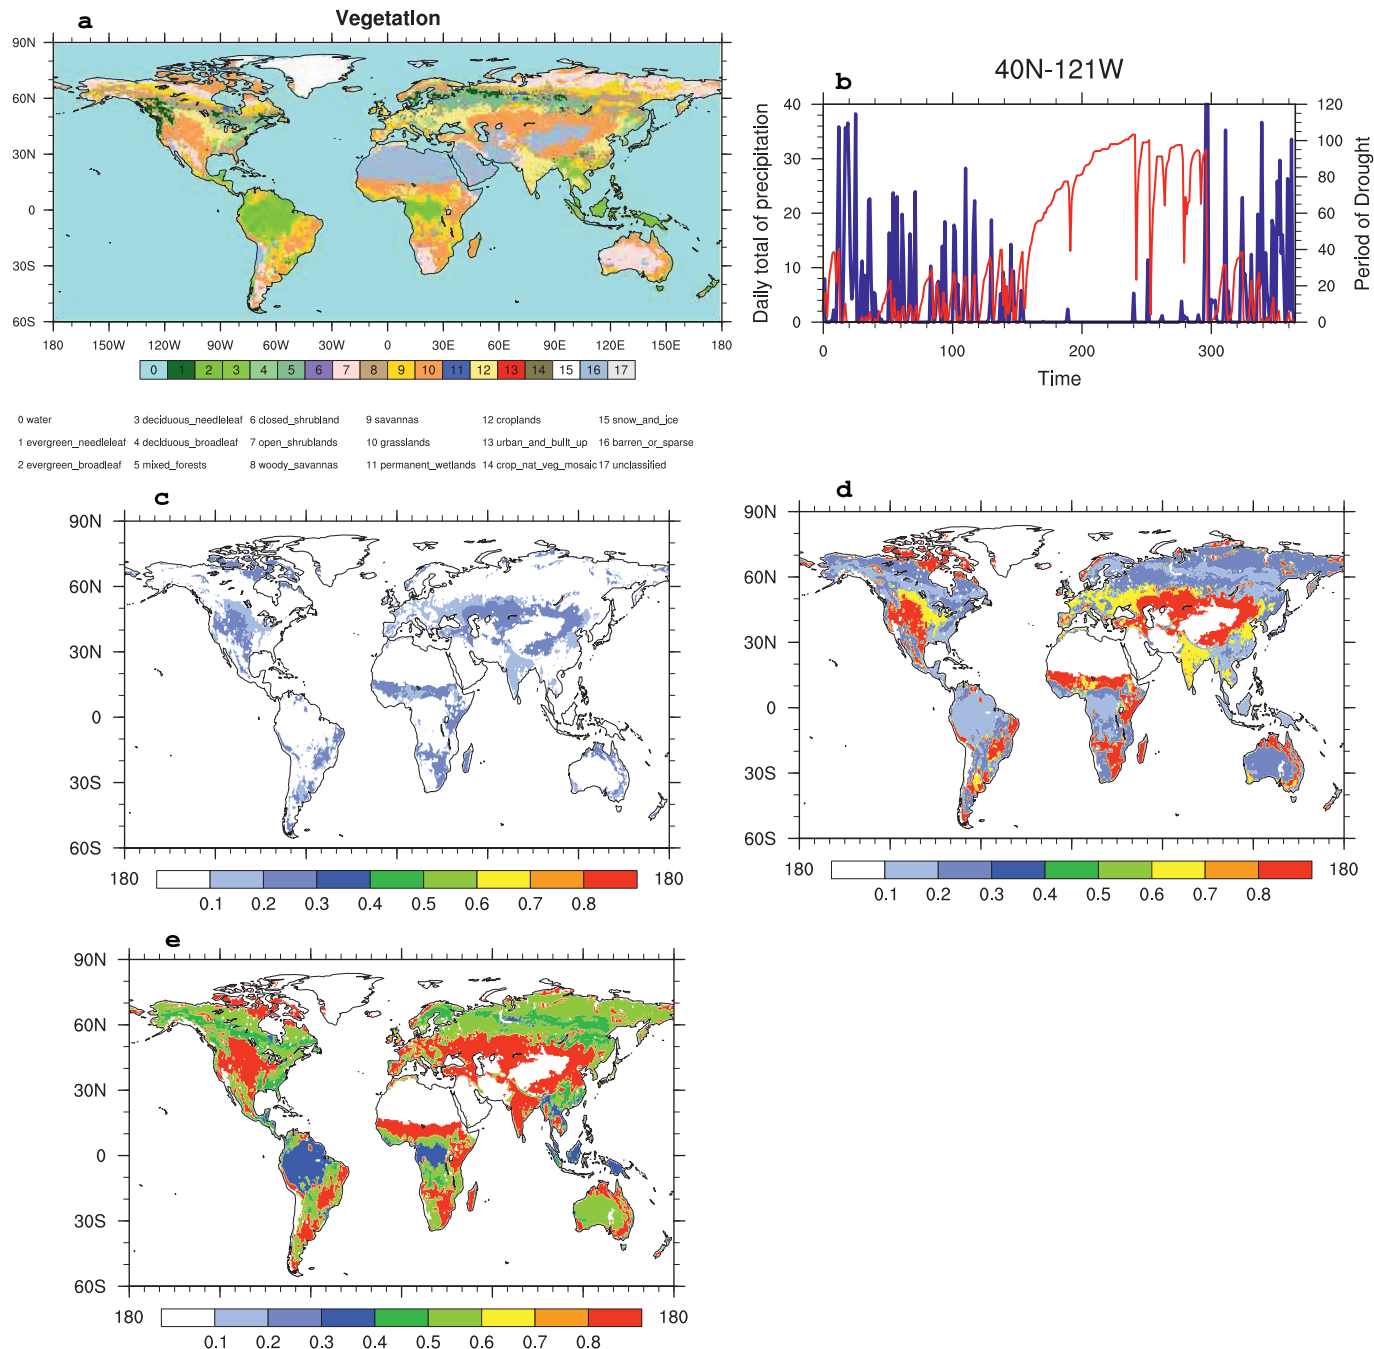 a
Vegetation
90N
60N
30N
0
30S
60S
180 150W 120W 90W 60W 30W 0 30E 60E 90E 120E 150E 180
0 1 2 3 4 5 6 7 8 9 10 11 12 13 14 15 16 17
0 water 3 deciduous_needleleaf 6 closed_shrubland 9 savannas 12 croplands 15 snow_and_ice
1 evergreen_needleleaf 4 deciduous_broadleaf 7 open_shrublands 10 grasslands 13 urban_and_built_up 16 barren_or_sparse
2 evergreen_broadleaf 5 mixed_forests 8 woody_savannas 11 permanent_wetlands 14 crop_nat_veg_mosaic 17 unclassified
b
40N-121W
Daily total of precipitation
40
30
20
10
0
120
100
80
60
40
20
0
Period of Drought
0 100 200 300
Time
c
90N
60N
30N
0
30S
60S
180 180
0.1 0.2 0.3 0.4 0.5 0.6 0.7 0.8
d
90N
60N
30N
0
30S
60S
180 180
0.1 0.2 0.3 0.4 0.5 0.6 0.7 0.8
e
90N
60N
30N
0
30S
60S
180 180
0.1 0.2 0.3 0.4 0.5 0.6 0.7 0.8